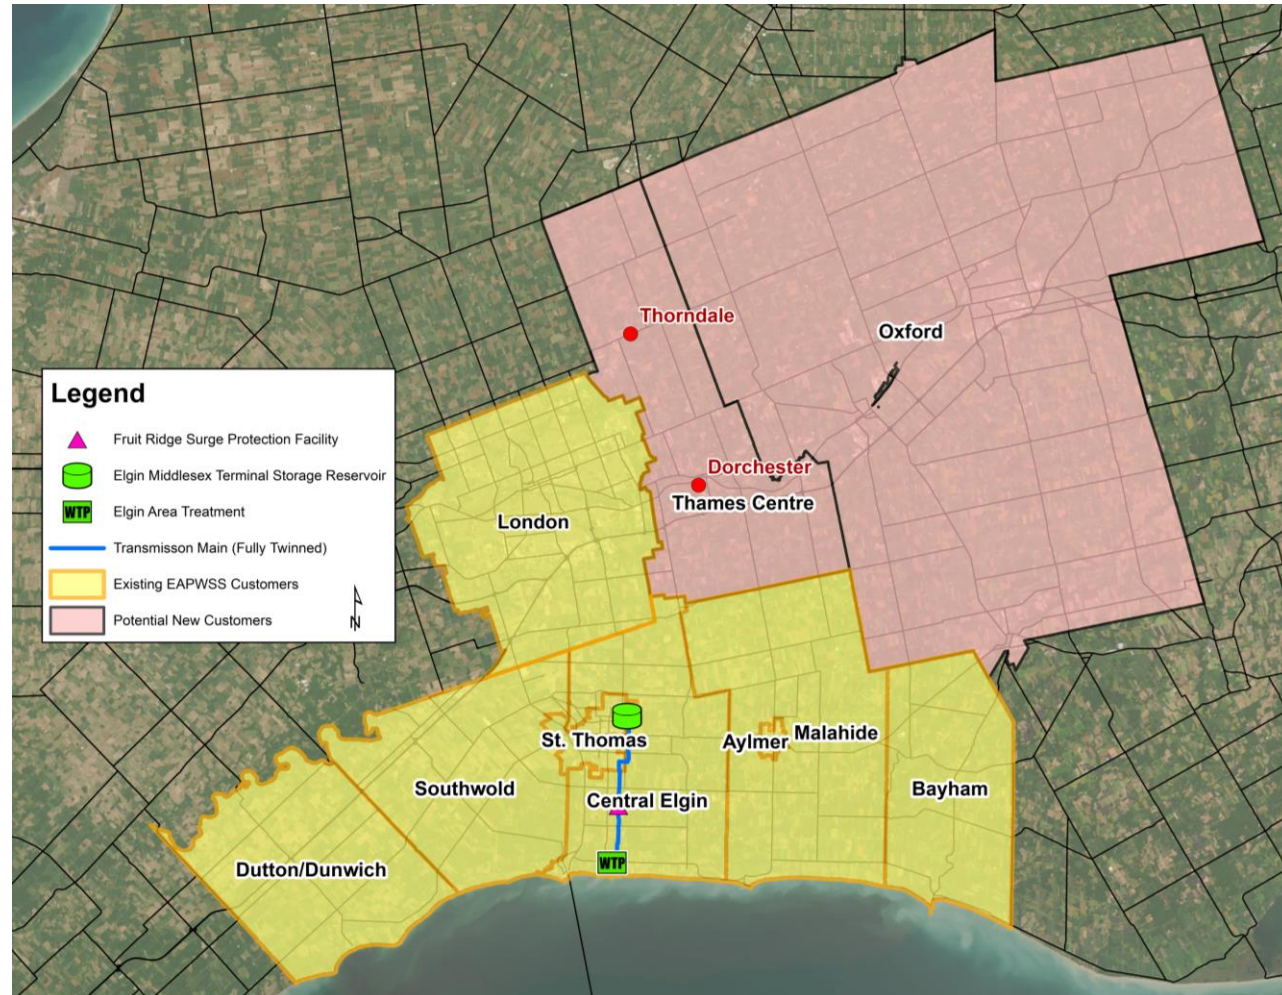 Thorndale
Oxford
Legend
Fruit Ridge Surge Protection Facility
Elgin Middlesex Terminal Storage Reservoir
WTP Elgin Area Treatment
Transmisson Main (Fully Twinned)
Existing EAPWSS Customers
Potential New Customers
N
Dorchester
Thames Centre
London
St. Thomas
Aylmer
Malahide
Southwold
Central Elgin
Bayham
WTP
Dutton/Dunwich